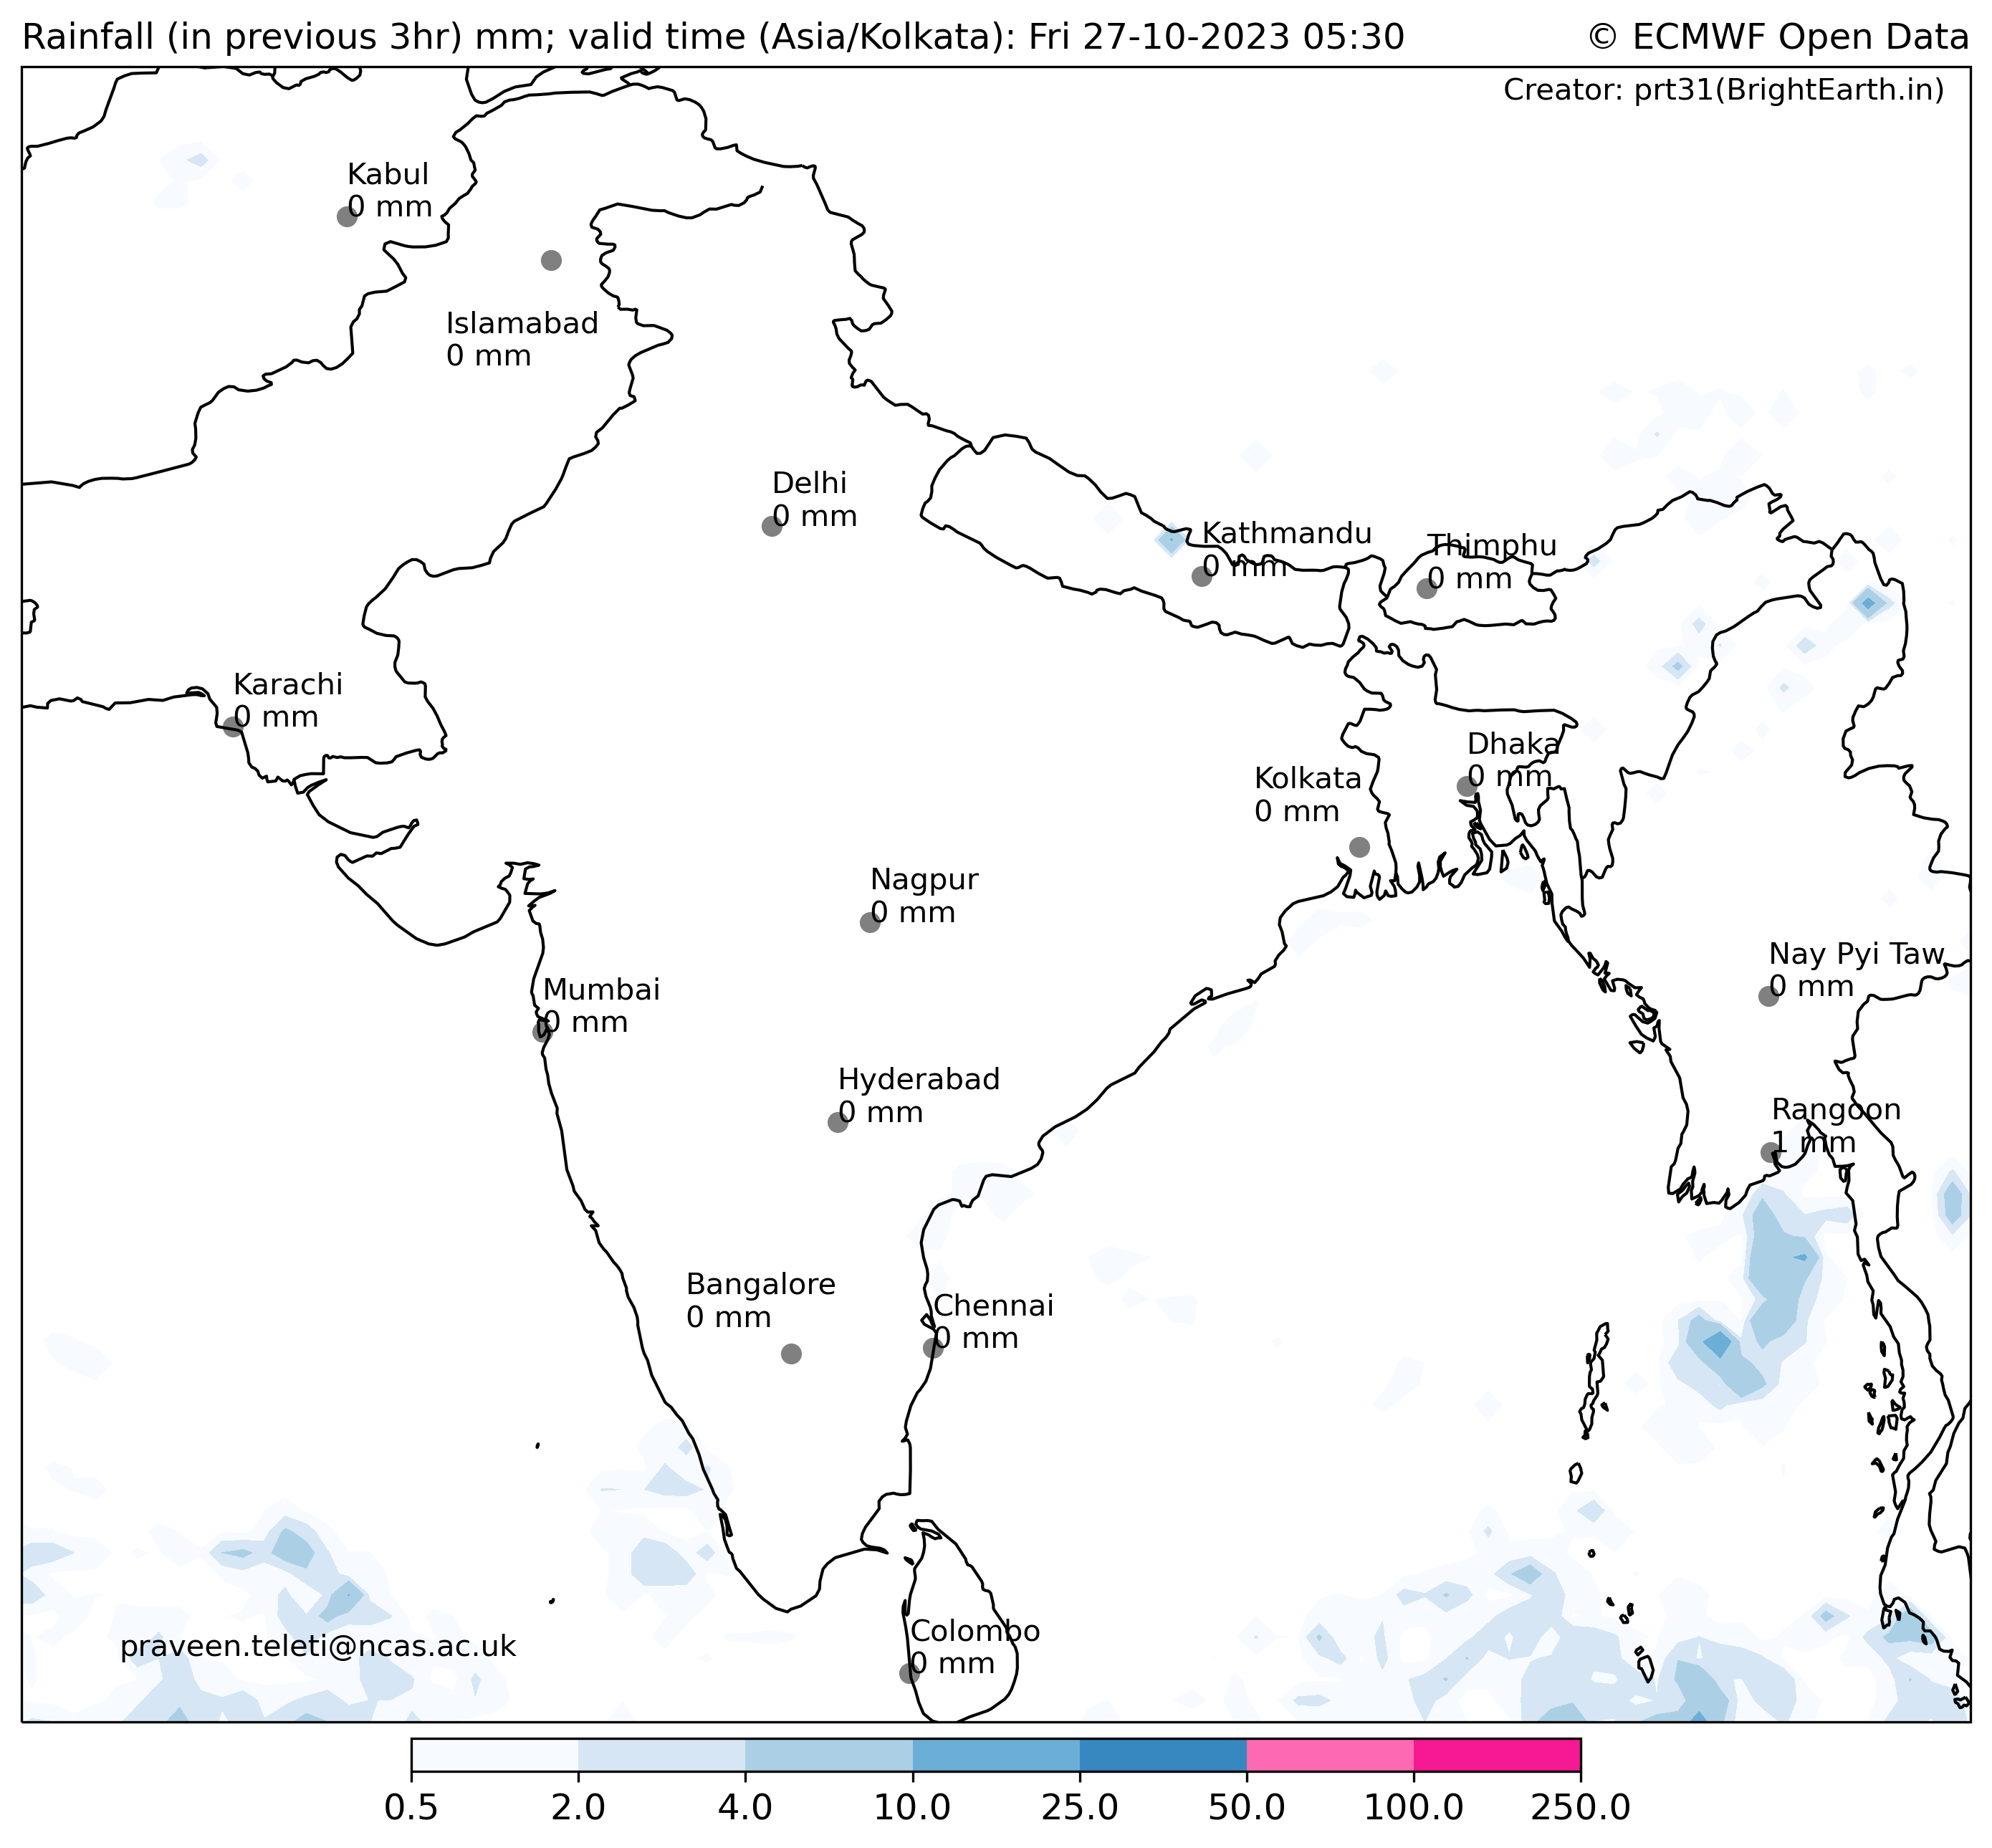 Rainfall (in previous 3hr) mm; valid time (Asia/Kolkata): Fri 27-10-2023 05:30
© ECMWF Open Data
Creator: prt31(BrightEarth.in)
Kabul
0 mm
Islamabad
0 mm
Delhi
0 mm
Kathmandu
0 mm
Thimphu
0 mm
Karachi
0 mm
Dhaka
0 mm
Kolkata
0 mm
Nagpur
0 mm
Nay Pyi Taw
0 mm
Mumbai
0 mm
Hyderabad
0 mm
Rangoon
1 mm
Bangalore
0 mm
Chennai
0 mm
Colombo
0 mm
praveen.teleti@ncas.ac.uk
0.5 2.0 4.0 10.0 25.0 50.0 100.0 250.0